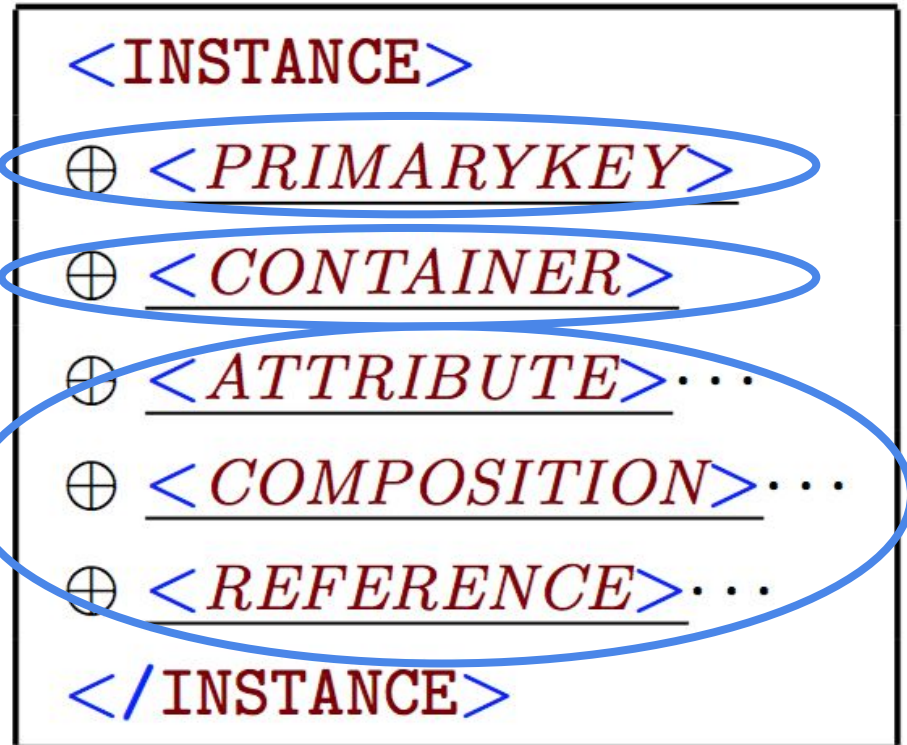 <INSTANCE>
⊕ <PRIMARYKEY>
⊕ <CONTAINER>
⊕ <ATTRIBUTE>···
⊕ <COMPOSITION>···
⊕ <REFERENCE>···
</INSTANCE>